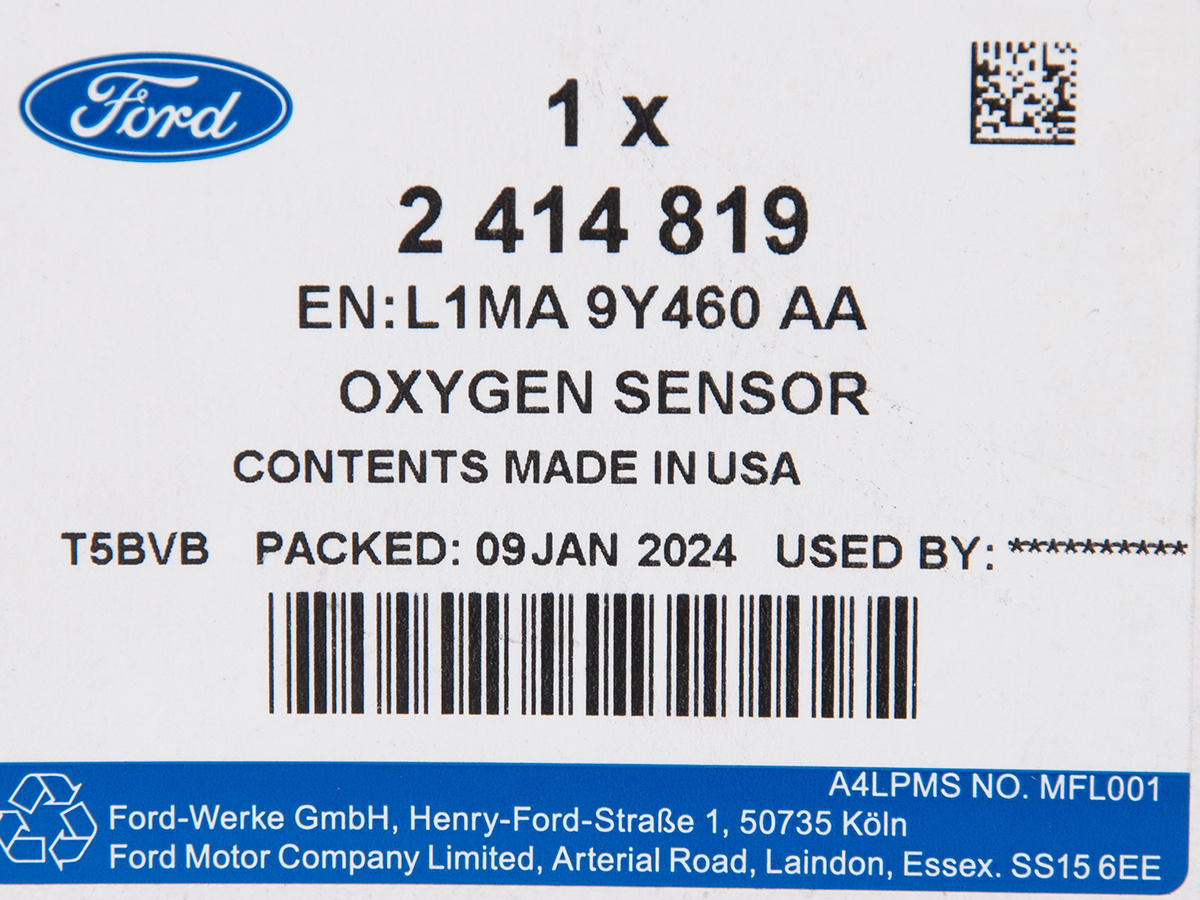 Ford
1 x
2 414 819
EN:L1MA 9Y460 AA
OXYGEN SENSOR
CONTENTS MADE IN USA
T5BVB PACKED: 09JAN 2024 USED BY: **********
A4LPMS NO. MFL001
Ford-Werke GmbH, Henry-Ford-Straße 1, 50735 Köln
Ford Motor Company Limited, Arterial Road, Laindon, Essex. SS15 6EE